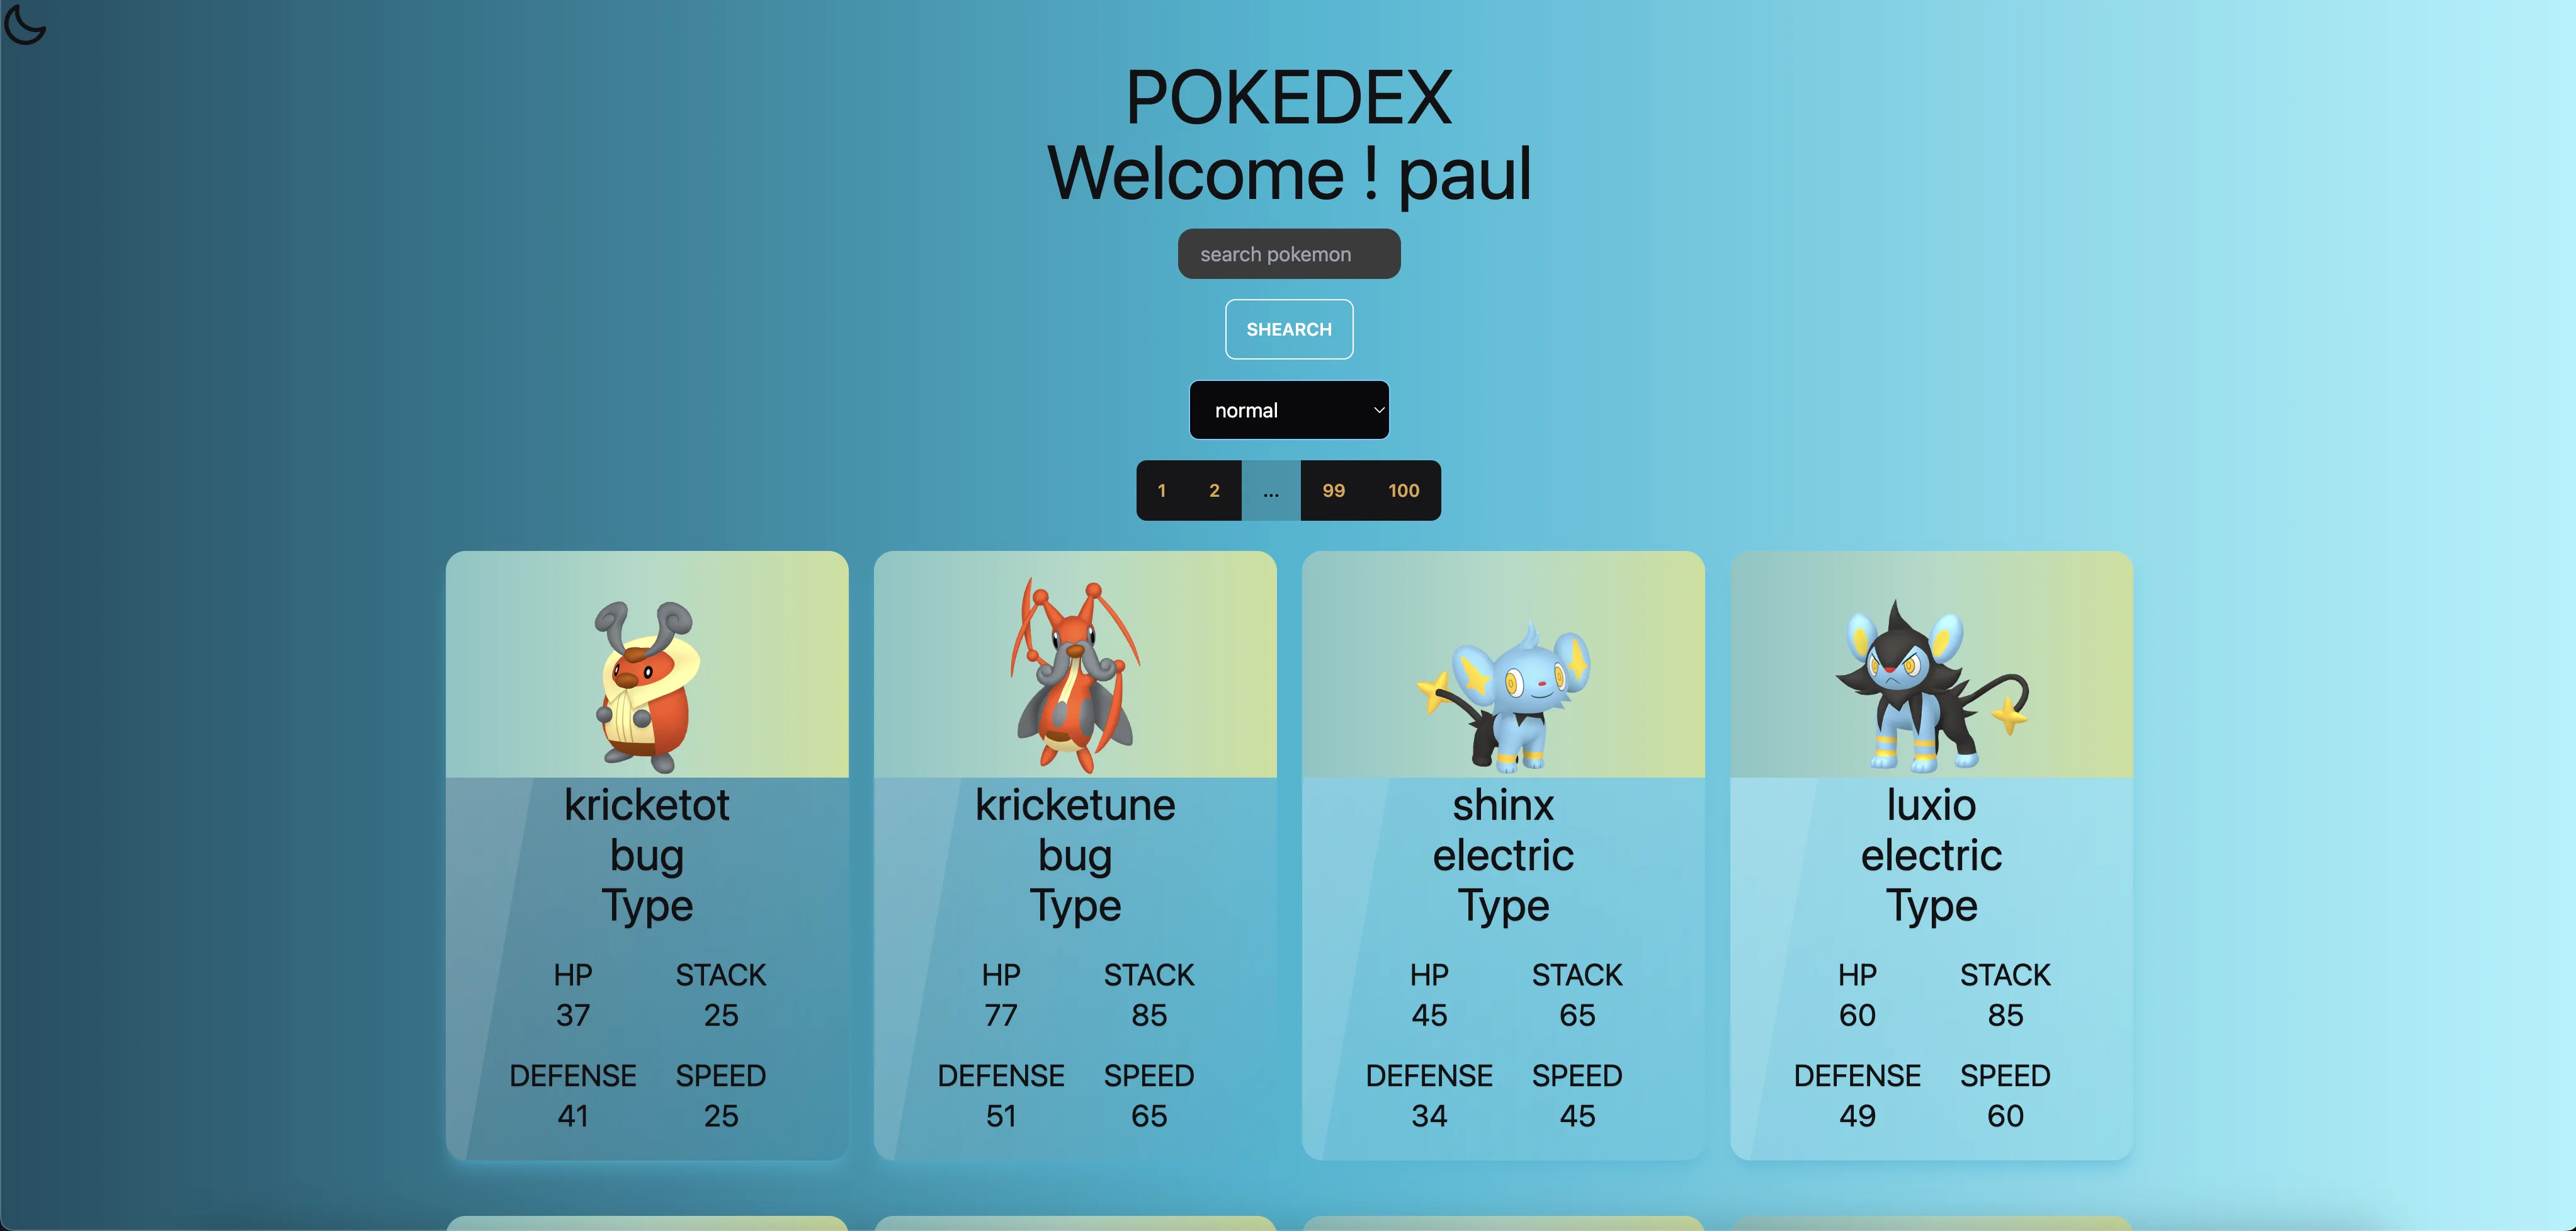 POKEDEX
Welcome ! paul
search pokemon
SHEARCH
normal
1 2 ... 99 100
kricketot
bug
Type
HP STACK
37 25
DEFENSE SPEED
41 25
kricketune
bug
Type
HP STACK
77 85
DEFENSE SPEED
51 65
shinx
electric
Type
HP STACK
45 65
DEFENSE SPEED
34 45
luxio
electric
Type
HP STACK
60 85
DEFENSE SPEED
49 60